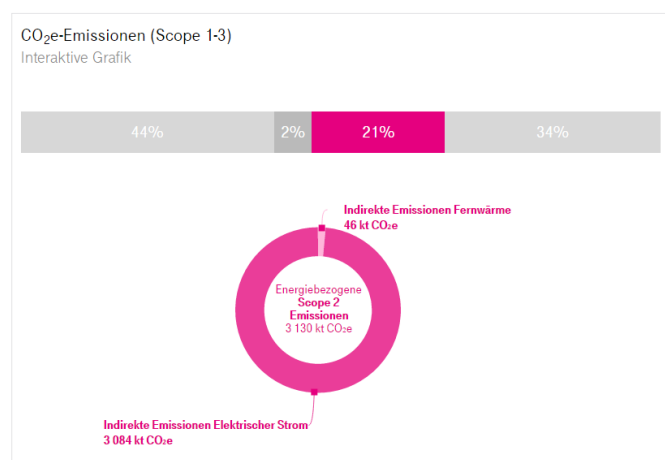 CO₂e-Emissionen (Scope 1-3)
Interaktive Grafik
44%
2%
21%
34%
Indirekte Emissionen Fernwärme
46 kt CO₂e
Energiebezogene
Scope 2
Emissionen
3 130 kt CO₂e
Indirekte Emissionen Elektrischer Strom
3 084 kt CO₂e